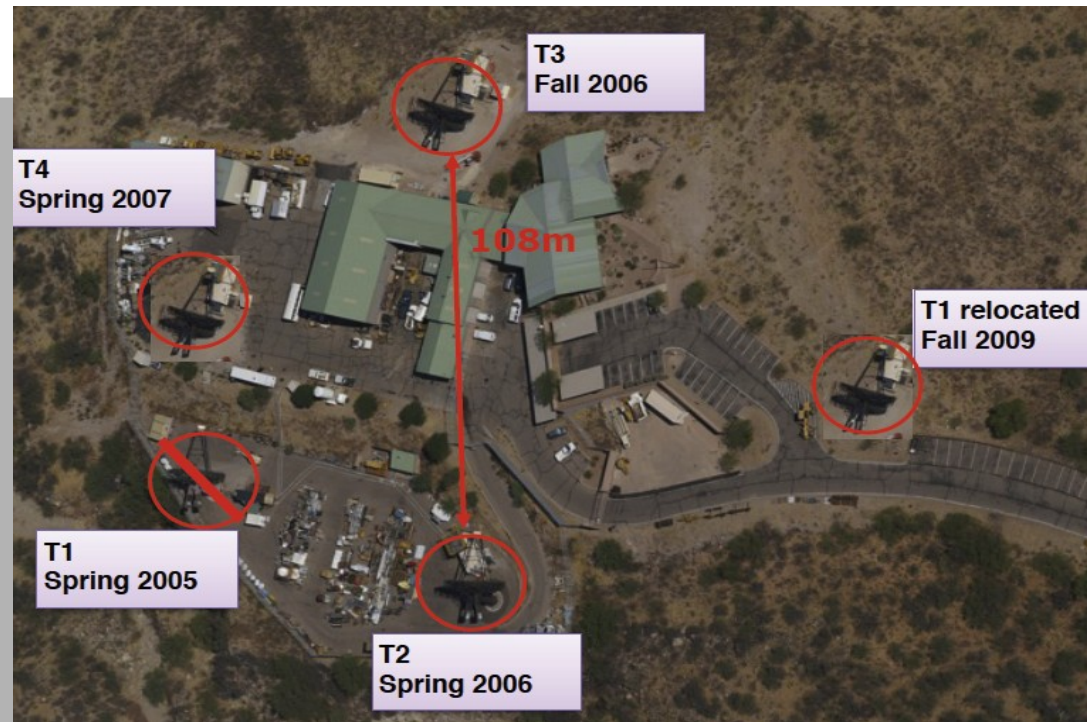 T3
Fall 2006
T4
Spring 2007
108m
T1 relocated
Fall 2009
T1
Spring 2005
T2
Spring 2006